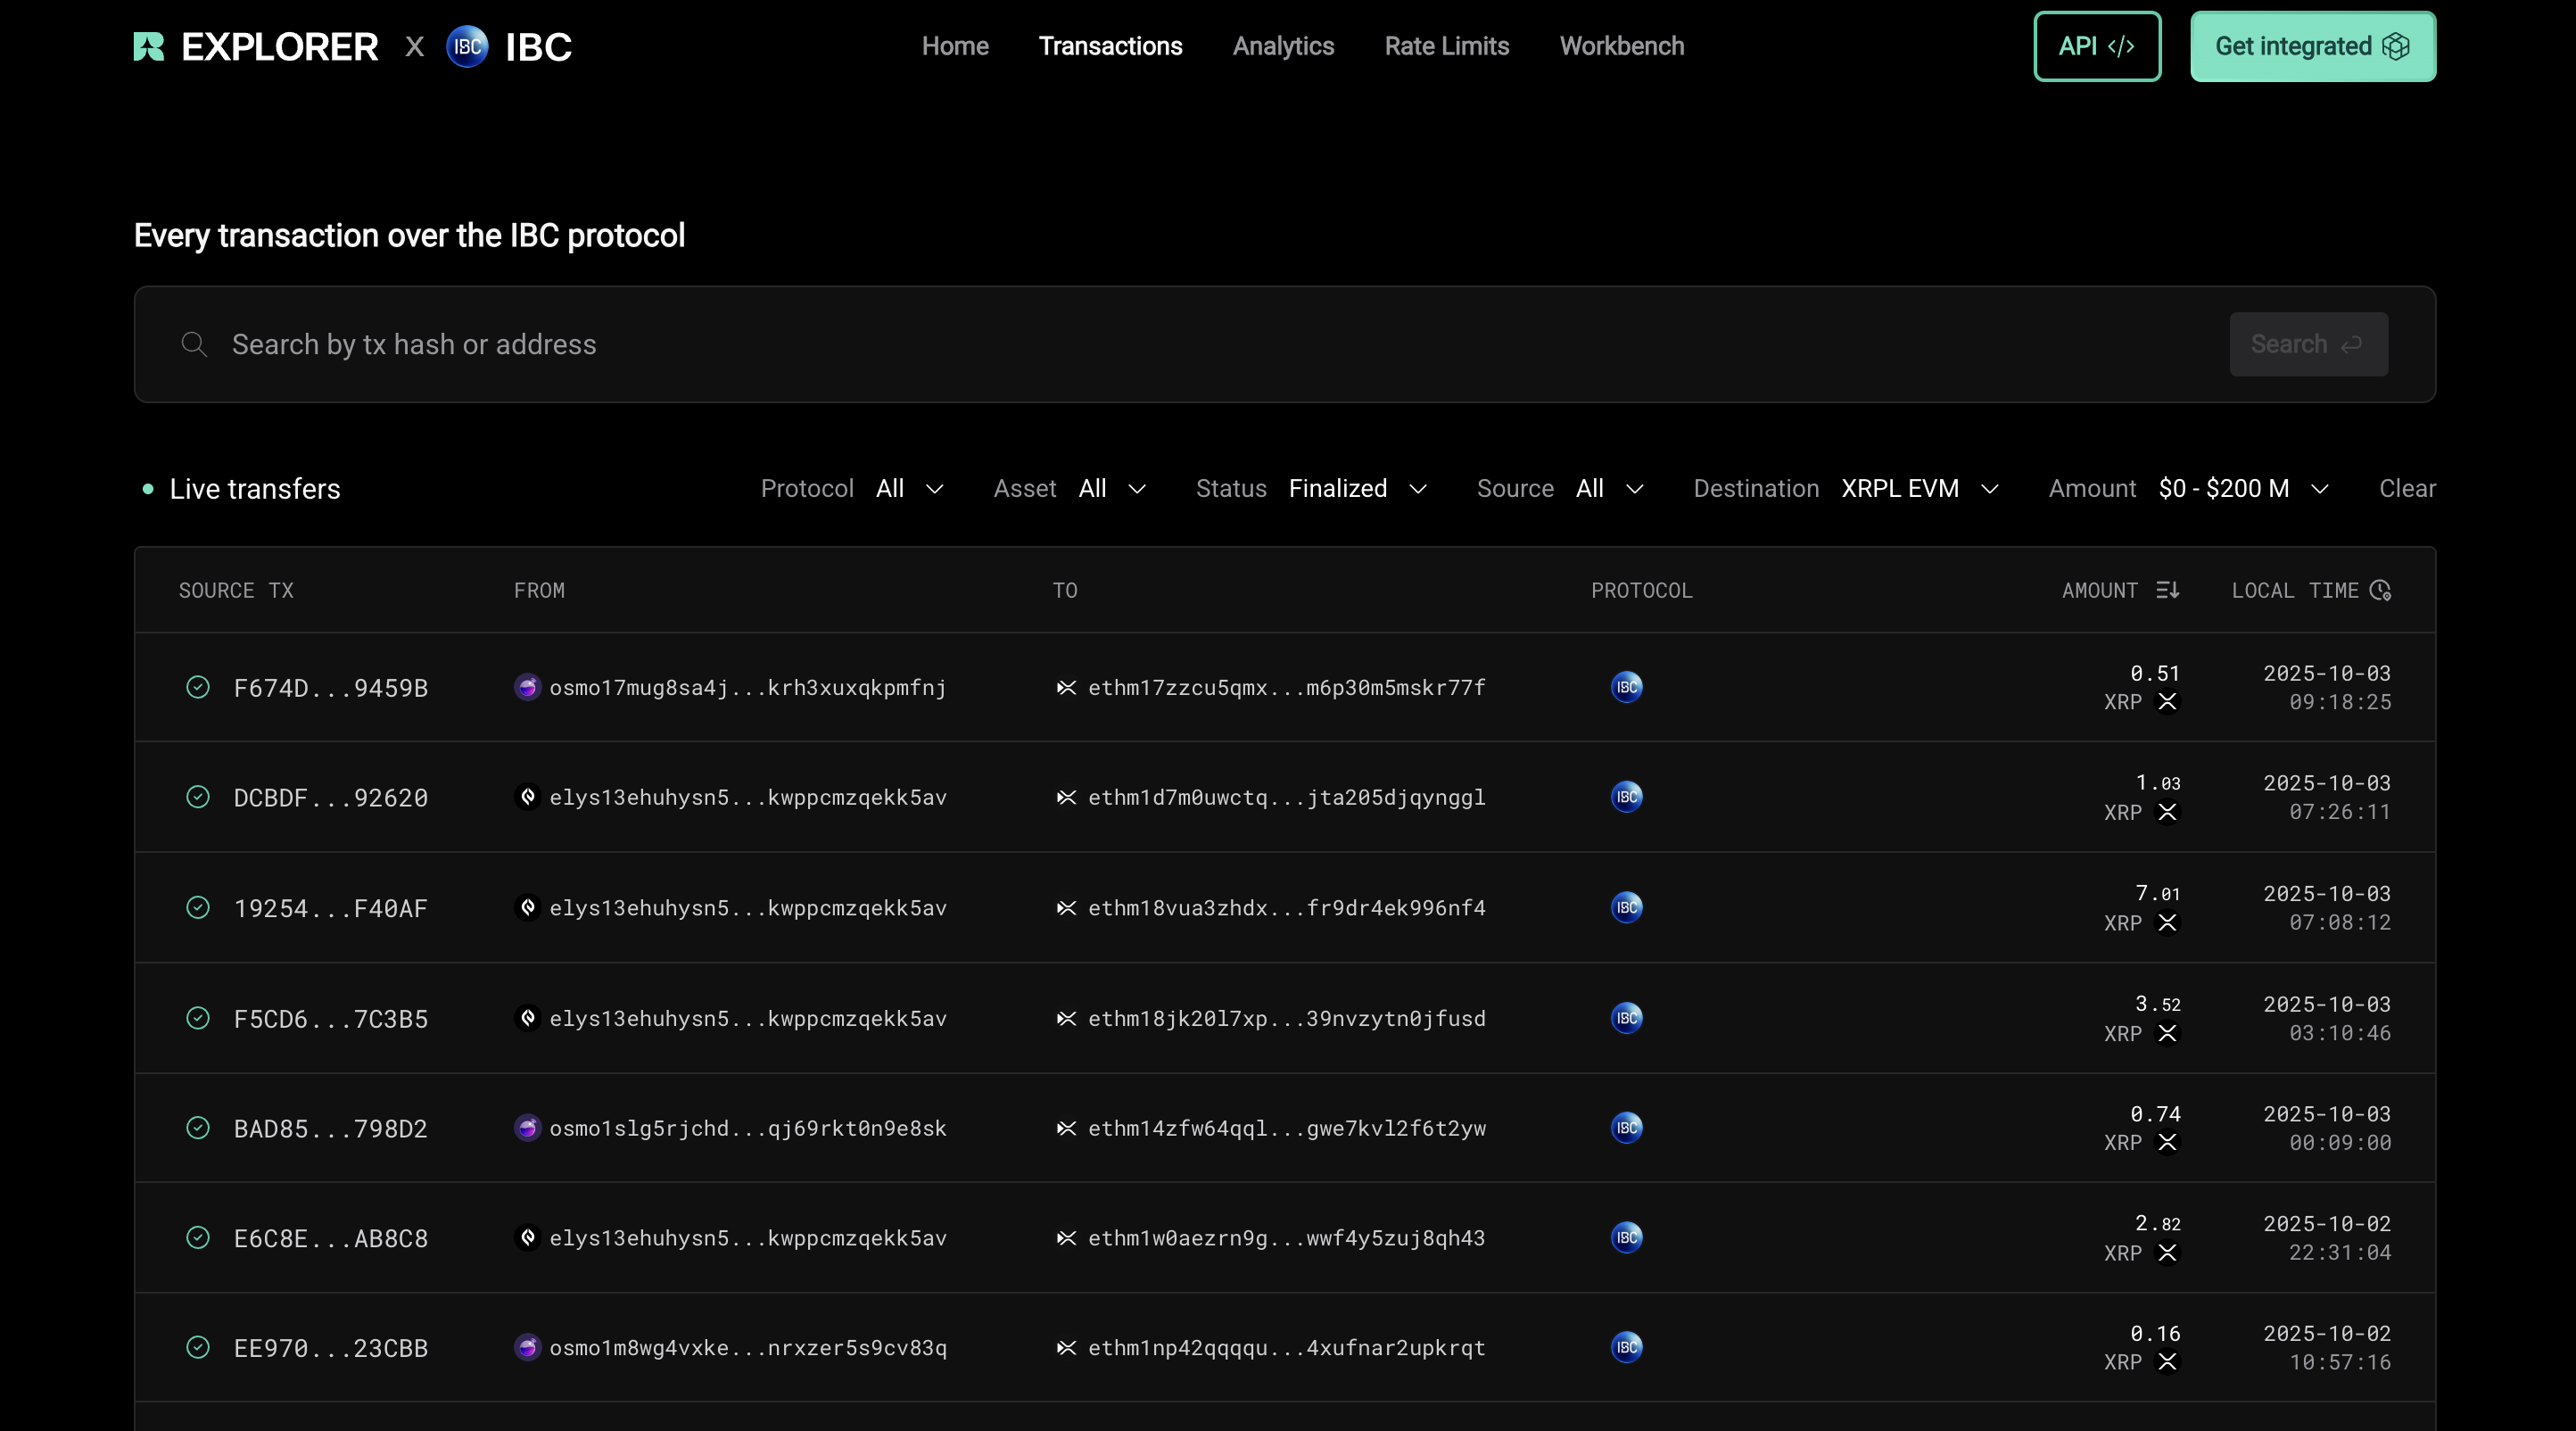 EXPLORER X IBC IBC Home Transactions Analytics Rate Limits Workbench API </> Get integrated
Every transaction over the IBC protocol
Search by tx hash or address Search
Live transfers Protocol All Asset All Status Finalized Source All Destination XRPL EVM Amount $0 - $200 M Clear
SOURCE TX FROM TO PROTOCOL AMOUNT LOCAL TIME
F674D...9459B osmo17mug8sa4j...krh3xuxqkpmfnj ethm17zzcu5qmx...m6p30m5mskr77f IBC 0.51 2025-10-03
XRP 09:18:25
DCBDF...92620 elys13ehuhysn5...kwppcmzqekk5av ethm1d7m0uwctq...jta205djqynggl IBC 1.03 2025-10-03
XRP 07:26:11
19254...F40AF elys13ehuhysn5...kwppcmzqekk5av ethm18vua3zhdx...fr9dr4ek996nf4 IBC 7.01 2025-10-03
XRP 07:08:12
F5CD6...7C3B5 elys13ehuhysn5...kwppcmzqekk5av ethm18jk20l7xp...39nvzytn0jfusd IBC 3.52 2025-10-03
XRP 03:10:46
BAD85...798D2 osmo1slg5rjchd...qj69rkt0n9e8sk ethm14zfw64qql...gwe7kvl2f6t2yw IBC 0.74 2025-10-03
XRP 00:09:00
E6C8E...AB8C8 elys13ehuhysn5...kwppcmzqekk5av ethm1w0aezrn9g...wwf4y5zuj8qh43 IBC 2.82 2025-10-02
XRP 22:31:04
EE970...23CBB osmo1m8wg4vxke...nrxzer5s9cv83q ethm1np42qqqqu...4xufnar2upkrqt IBC 0.16 2025-10-02
XRP 10:57:16